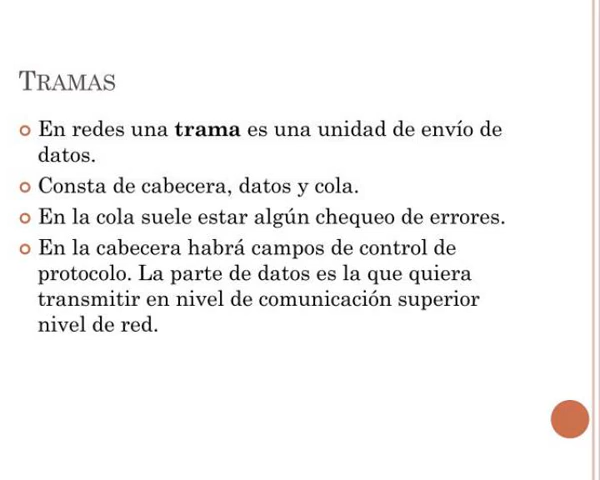 TRAMAS
En redes una trama es una unidad de envío de
datos.
Consta de cabecera, datos y cola.
En la cola suele estar algún chequeo de errores.
En la cabecera habrá campos de control de
protocolo. La parte de datos es la que quiera
transmitir en nivel de comunicación superior
nivel de red.